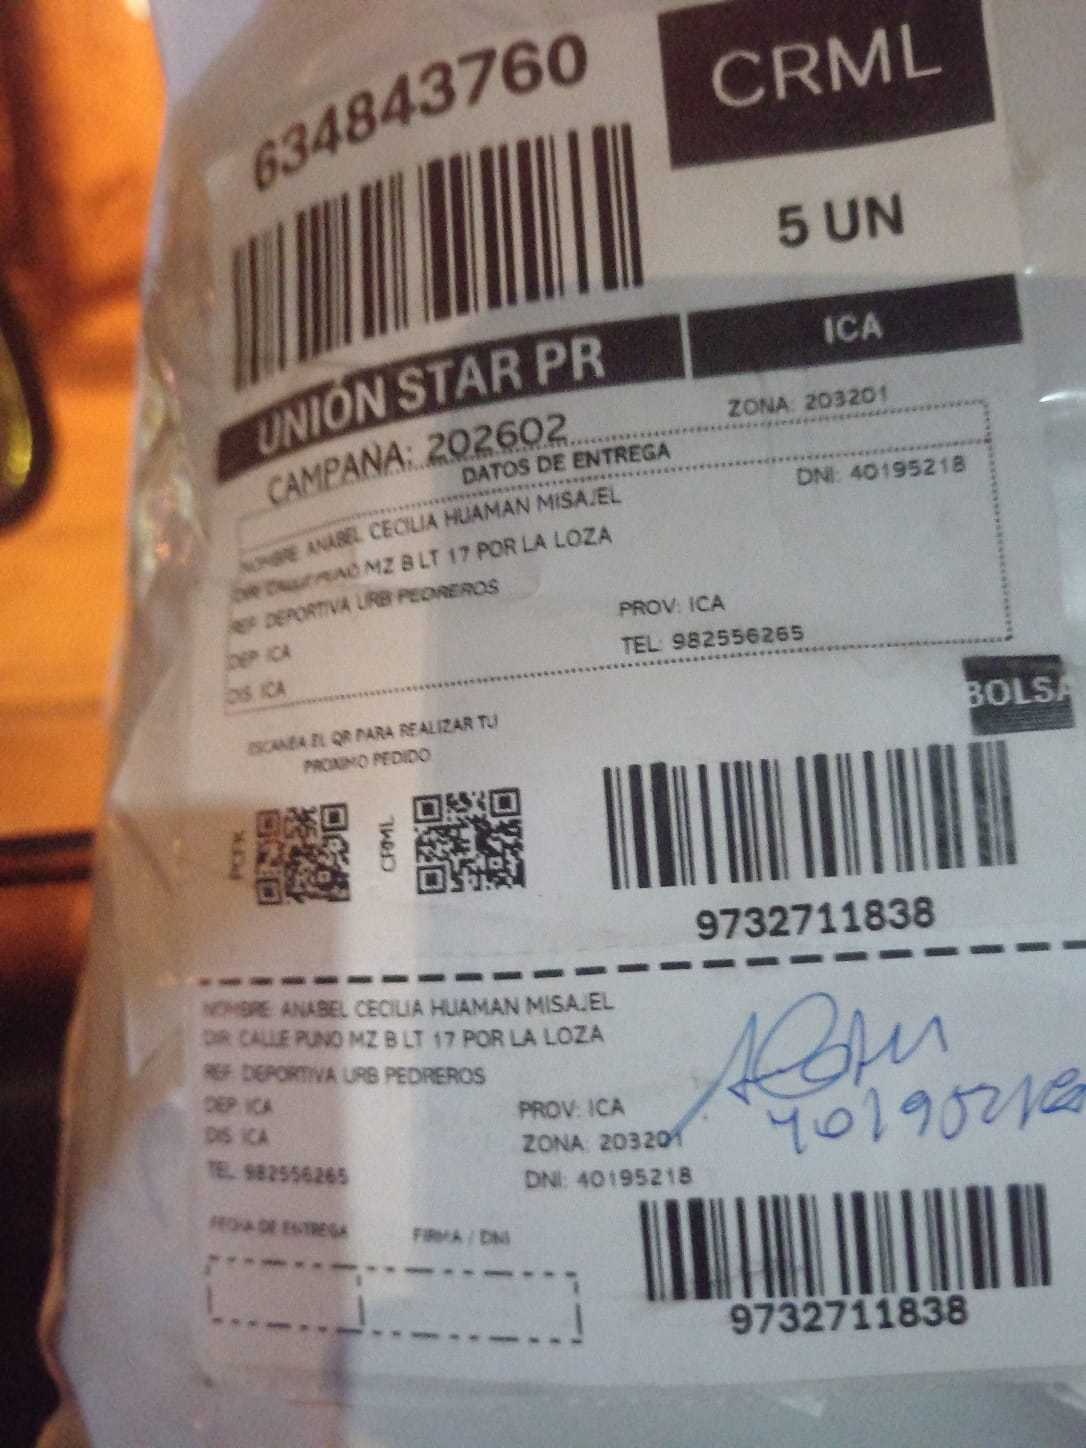 634843760
CRML
5 UN
UNIÓN STAR PR
ICA
CAMPAÑA: 202602
ZONA: 203201
DATOS DE ENTREGA
NOMBRE: ANABEL CECILIA HUAMAN MISAJEL
DNI: 40195218
DIR: CALLE PUNO MZ B LT 17 POR LA LOZA
REF: DEPORTIVA URB PEDREROS
DEP: ICA
PROV: ICA
DIS: ICA
TEL: 982556265
BOLSA
ESCANEA EL QR PARA REALIZAR TU
PROXIMO PEDIDO
CRML
9732711838
NOMBRE: ANABEL CECILIA HUAMAN MISAJEL
DIR: CALLE PUNO MZ B LT 17 POR LA LOZA
REF: DEPORTIVA URB PEDREROS
DEP: ICA
PROV: ICA
DIS: ICA
ZONA: 203201
TEL: 982556265
DNI: 40195218
FECHA DE ENTREGA
FIRMA / DNI
9732711838